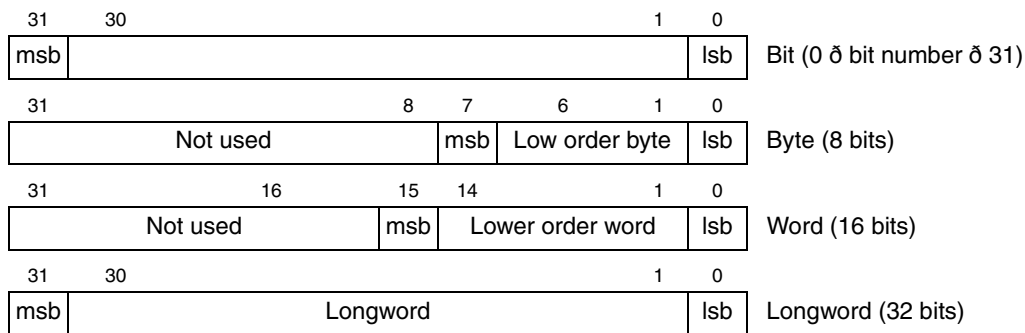 31 30 1 0
msb lsb Bit (0 ð bit number ð 31)
31 8 7 6 1 0
Not used msb Low order byte lsb Byte (8 bits)
31 16 15 14 1 0
Not used msb Lower order word lsb Word (16 bits)
31 30 1 0
msb Longword lsb Longword (32 bits)